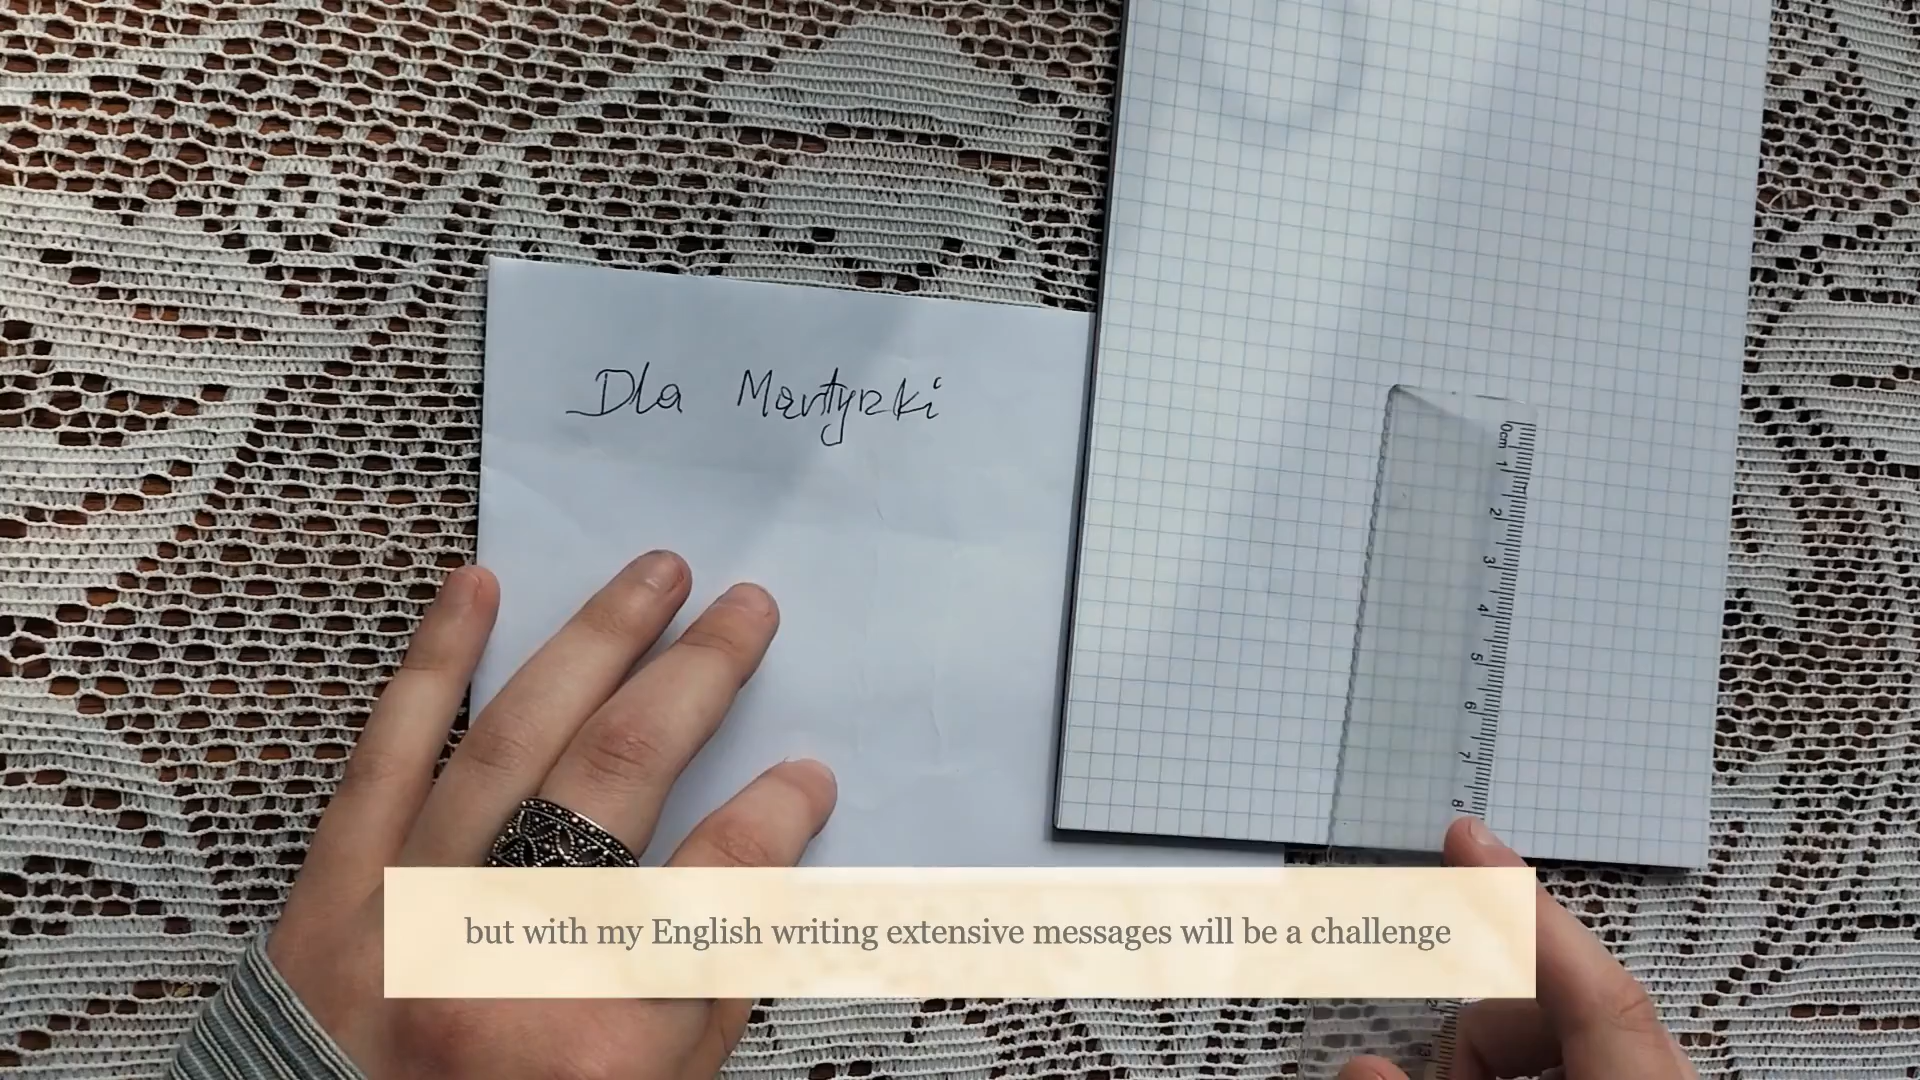 Dla Martynki
0cm 1 2 3 4 5 6 7 8
but with my English writing extensive messages will be a challenge